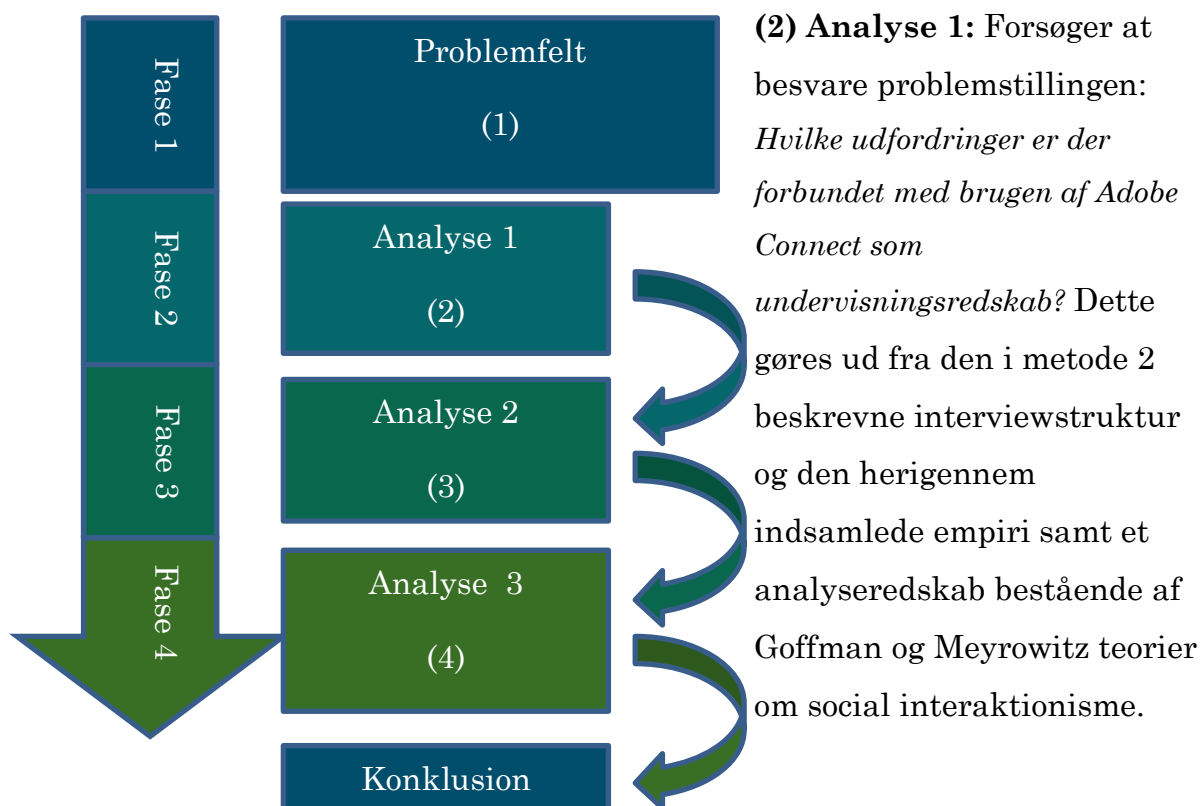 Fase 1
Fase 2
Fase 3
Fase 4
Problemfelt
(1)
Analyse 1
(2)
Analyse 2
(3)
Analyse 3
(4)
Konklusion
(2) Analyse 1: Forsøger at
besvare problemstillingen:
Hvilke udfordringer er der
forbundet med brugen af Adobe
Connect som
undervisningsredskab? Dette
gøres ud fra den i metode 2
beskrevne interviewstruktur
og den herigennem
indsamlede empiri samt et
analyseredskab bestående af
Goffman og Meyrowitz teorier
om social interaktionisme.